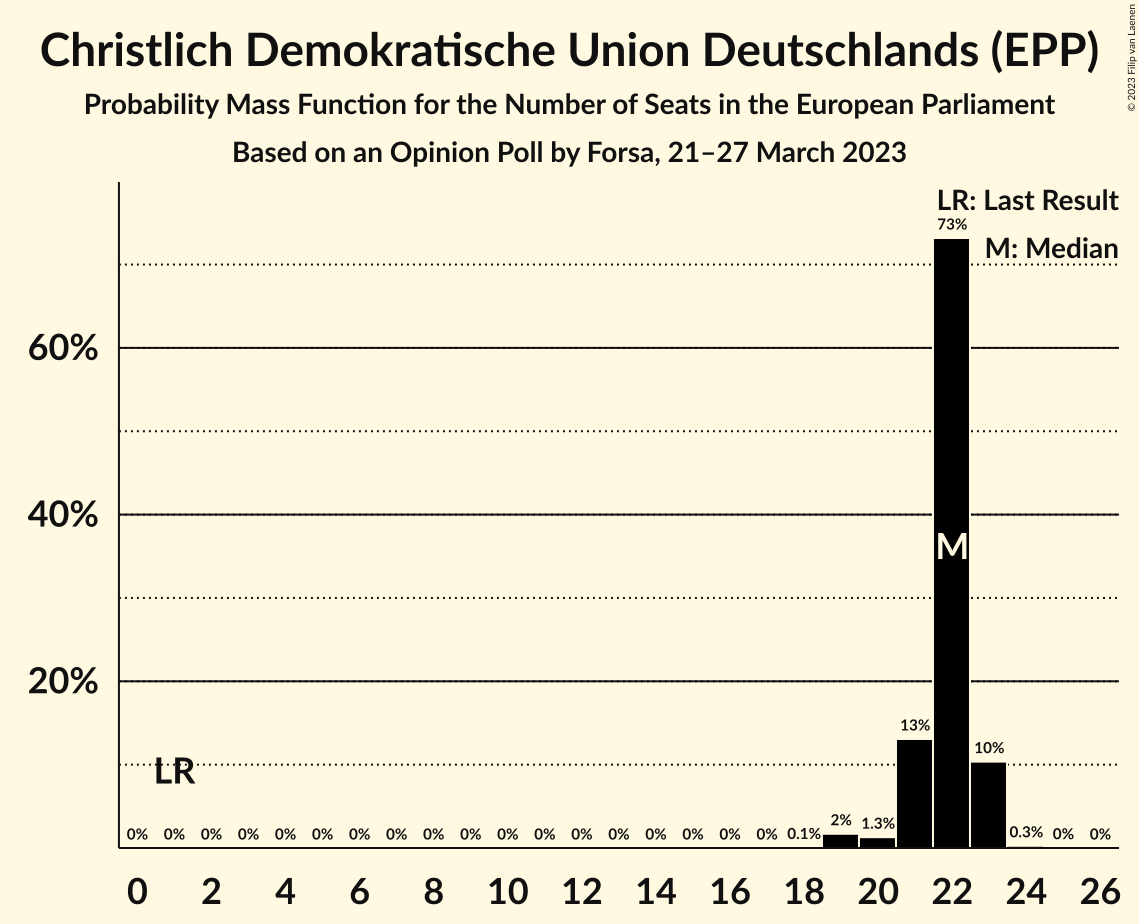 Christlich Demokratische Union Deutschlands (EPP)
Probability Mass Function for the Number of Seats in the European Parliament
Based on an Opinion Poll by Forsa, 21–27 March 2023
© 2023 Filip van Laenen
LR: Last Result
M: Median
73%
60%
40%
M
20%
13%
10%
LR
0% 0% 0% 0% 0% 0% 0% 0% 0% 0% 0% 0% 0% 0% 0% 0% 0% 0% 0.1% 2% 1.3% 0.3% 0% 0%
0 2 4 6 8 10 12 14 16 18 20 22 24 26